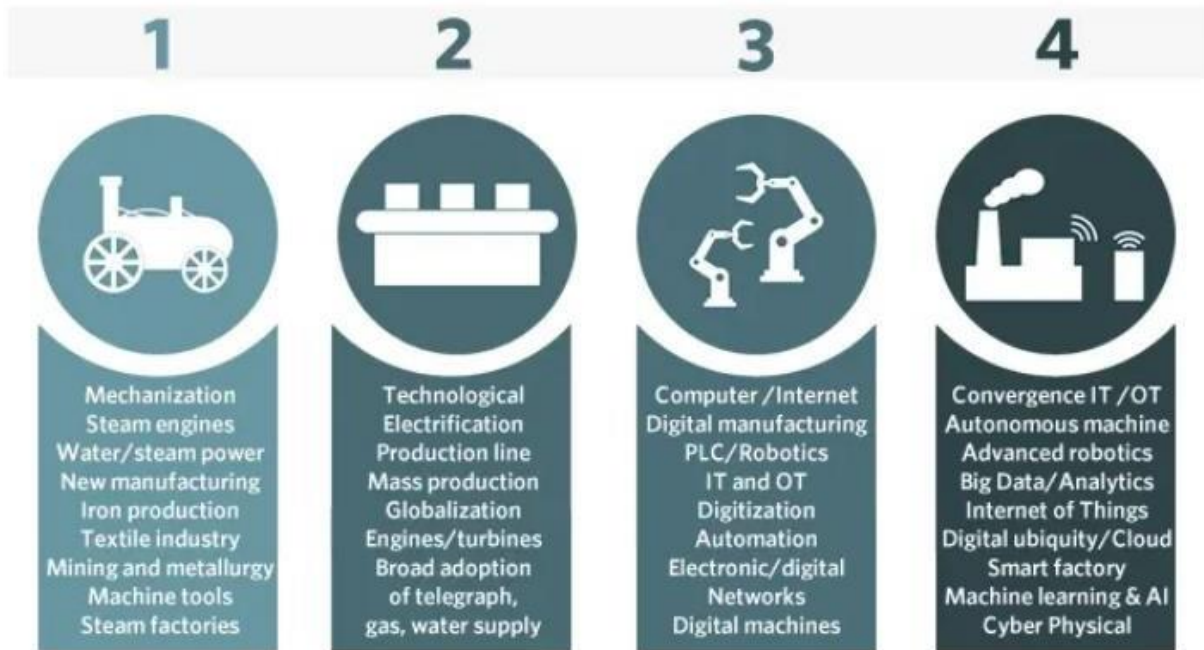 1
2
3
4
Mechanization
Steam engines
Water/steam power
New manufacturing
Iron production
Textile industry
Mining and metallurgy
Machine tools
Steam factories
Technological
Electrification
Production line
Mass production
Globalization
Engines/turbines
Broad adoption
of telegraph,
gas, water supply
Computer /Internet
Digital manufacturing
PLC/Robotics
IT and OT
Digitization
Automation
Electronic/digital
Networks
Digital machines
Convergence IT /OT
Autonomous machine
Advanced robotics
Big Data/Analytics
Internet of Things
Digital ubiquity/Cloud
Smart factory
Machine learning & AI
Cyber Physical